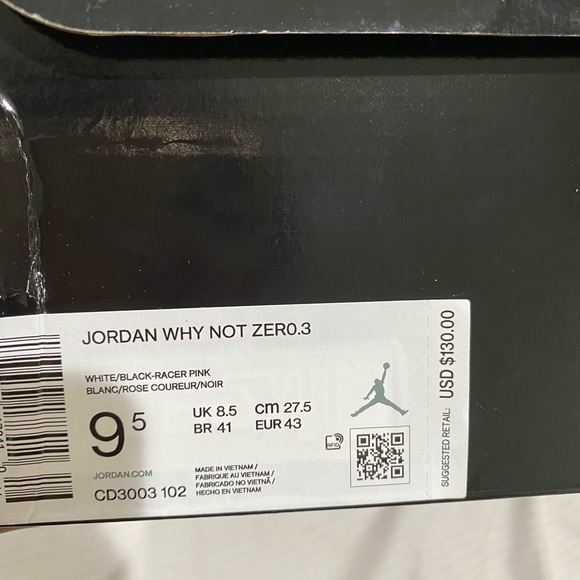 JORDAN WHY NOT ZER0.3
WHITE/BLACK-RACER PINK
BLANC/ROSE COUREUR/NOIR
9 5
UK 8.5 cm 27.5
BR 41 EUR 43
JORDAN.COM
CD3003 102
MADE IN VIETNAM /
FABRIQUE AU VIETNAM /
FABRICADO NO VIETNÃ /
HECHO EN VIETNAM
RFID
SUGGESTED RETAIL: USD $130.00